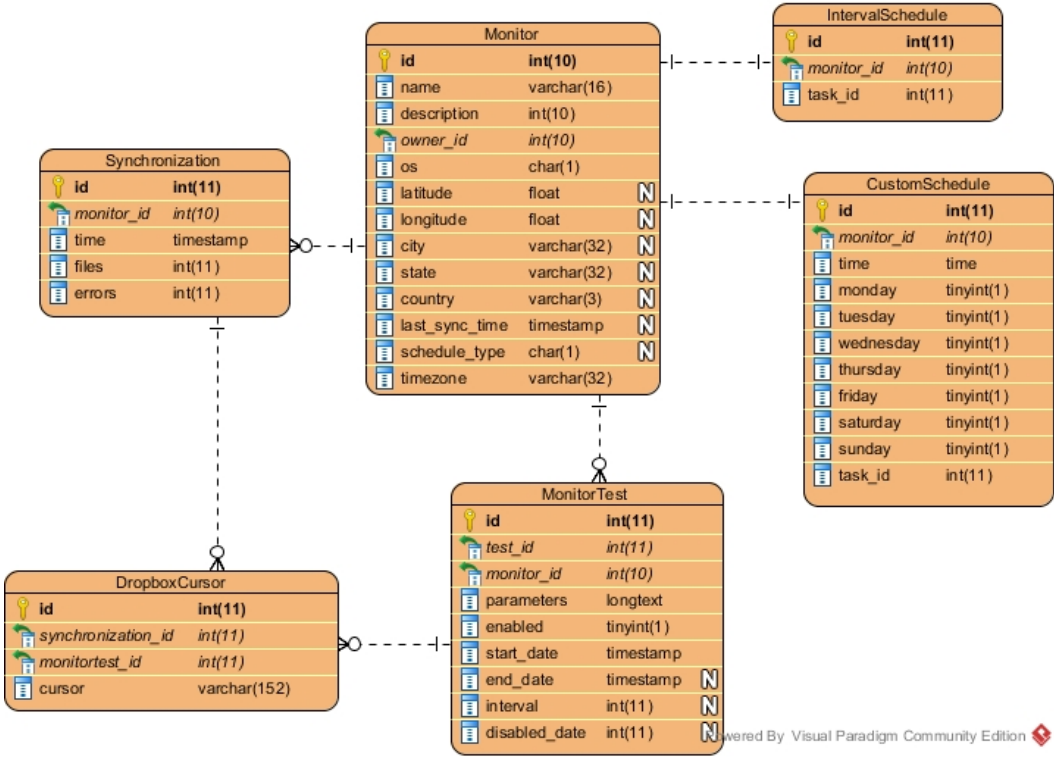 Monitor
id int(10)
name varchar(16)
description int(10)
owner_id int(10)
os char(1)
latitude float N
longitude float N
city varchar(32) N
state varchar(32) N
country varchar(3) N
last_sync_time timestamp N
schedule_type char(1) N
timezone varchar(32)
IntervalSchedule
id int(11)
monitor_id int(10)
task_id int(11)
Synchronization
id int(11)
monitor_id int(10)
time timestamp
files int(11)
errors int(11)
CustomSchedule
id int(11)
monitor_id int(10)
time time
monday tinyint(1)
tuesday tinyint(1)
wednesday tinyint(1)
thursday tinyint(1)
friday tinyint(1)
saturday tinyint(1)
sunday tinyint(1)
task_id int(11)
MonitorTest
id int(11)
test_id int(11)
monitor_id int(10)
parameters longtext
enabled tinyint(1)
start_date timestamp
end_date timestamp N
interval int(11) N
disabled_date int(11) N
DropboxCursor
id int(11)
synchronization_id int(11)
monitortest_id int(11)
cursor varchar(152)
wered By Visual Paradigm Community Edition